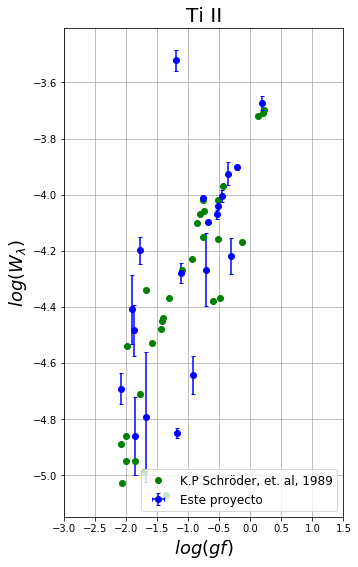 Ti II
log(W_λ)
−3.6
−3.8
−4.0
−4.2
−4.4
−4.6
−4.8
−5.0
K.P Schröder, et. al, 1989
Este proyecto
−3.0 −2.5 −2.0 −1.5 −1.0 −0.5 0.0 0.5 1.0 1.5
log(gf)